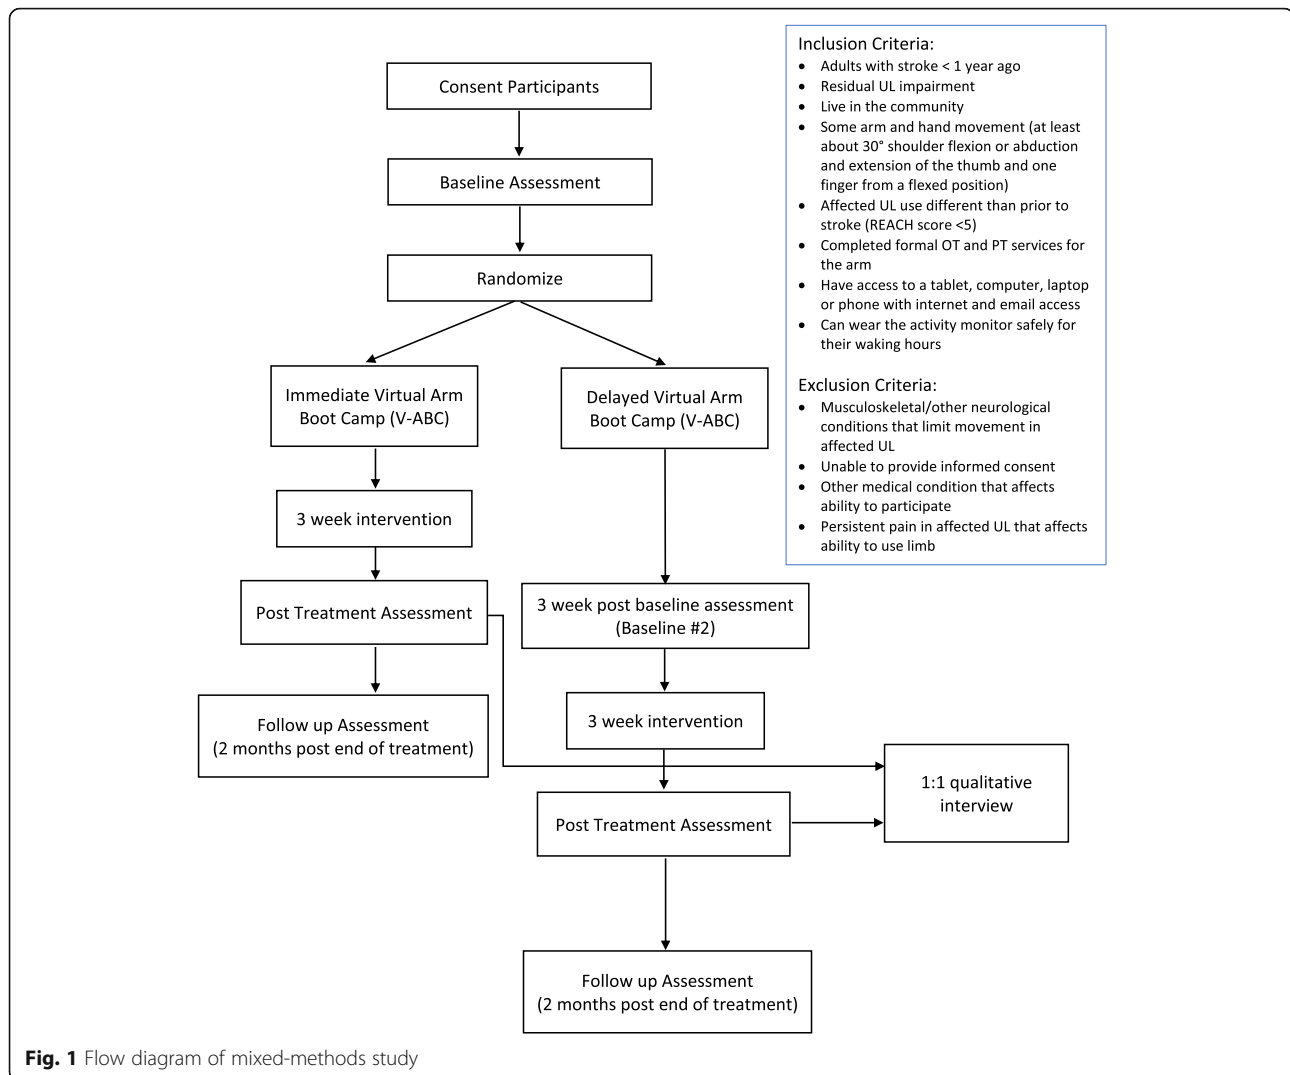 Consent Participants
Baseline Assessment
Randomize
Immediate Virtual Arm
Boot Camp (V-ABC)
Delayed Virtual Arm
Boot Camp (V-ABC)
3 week intervention
Post Treatment Assessment
3 week post baseline assessment
(Baseline #2)
Follow up Assessment
(2 months post end of treatment)
3 week intervention
1:1 qualitative
interview
Post Treatment Assessment
Follow up Assessment
(2 months post end of treatment)
Inclusion Criteria:
• Adults with stroke < 1 year ago
• Residual UL impairment
• Live in the community
• Some arm and hand movement (at least
about 30° shoulder flexion or abduction
and extension of the thumb and one
finger from a flexed position)
• Affected UL use different than prior to
stroke (REACH score <5)
• Completed formal OT and PT services for
the arm
• Have access to a tablet, computer, laptop
or phone with internet and email access
• Can wear the activity monitor safely for
their waking hours
Exclusion Criteria:
• Musculoskeletal/other neurological
conditions that limit movement in
affected UL
• Unable to provide informed consent
• Other medical condition that affects
ability to participate
• Persistent pain in affected UL that affects
ability to use limb
Fig. 1 Flow diagram of mixed-methods study